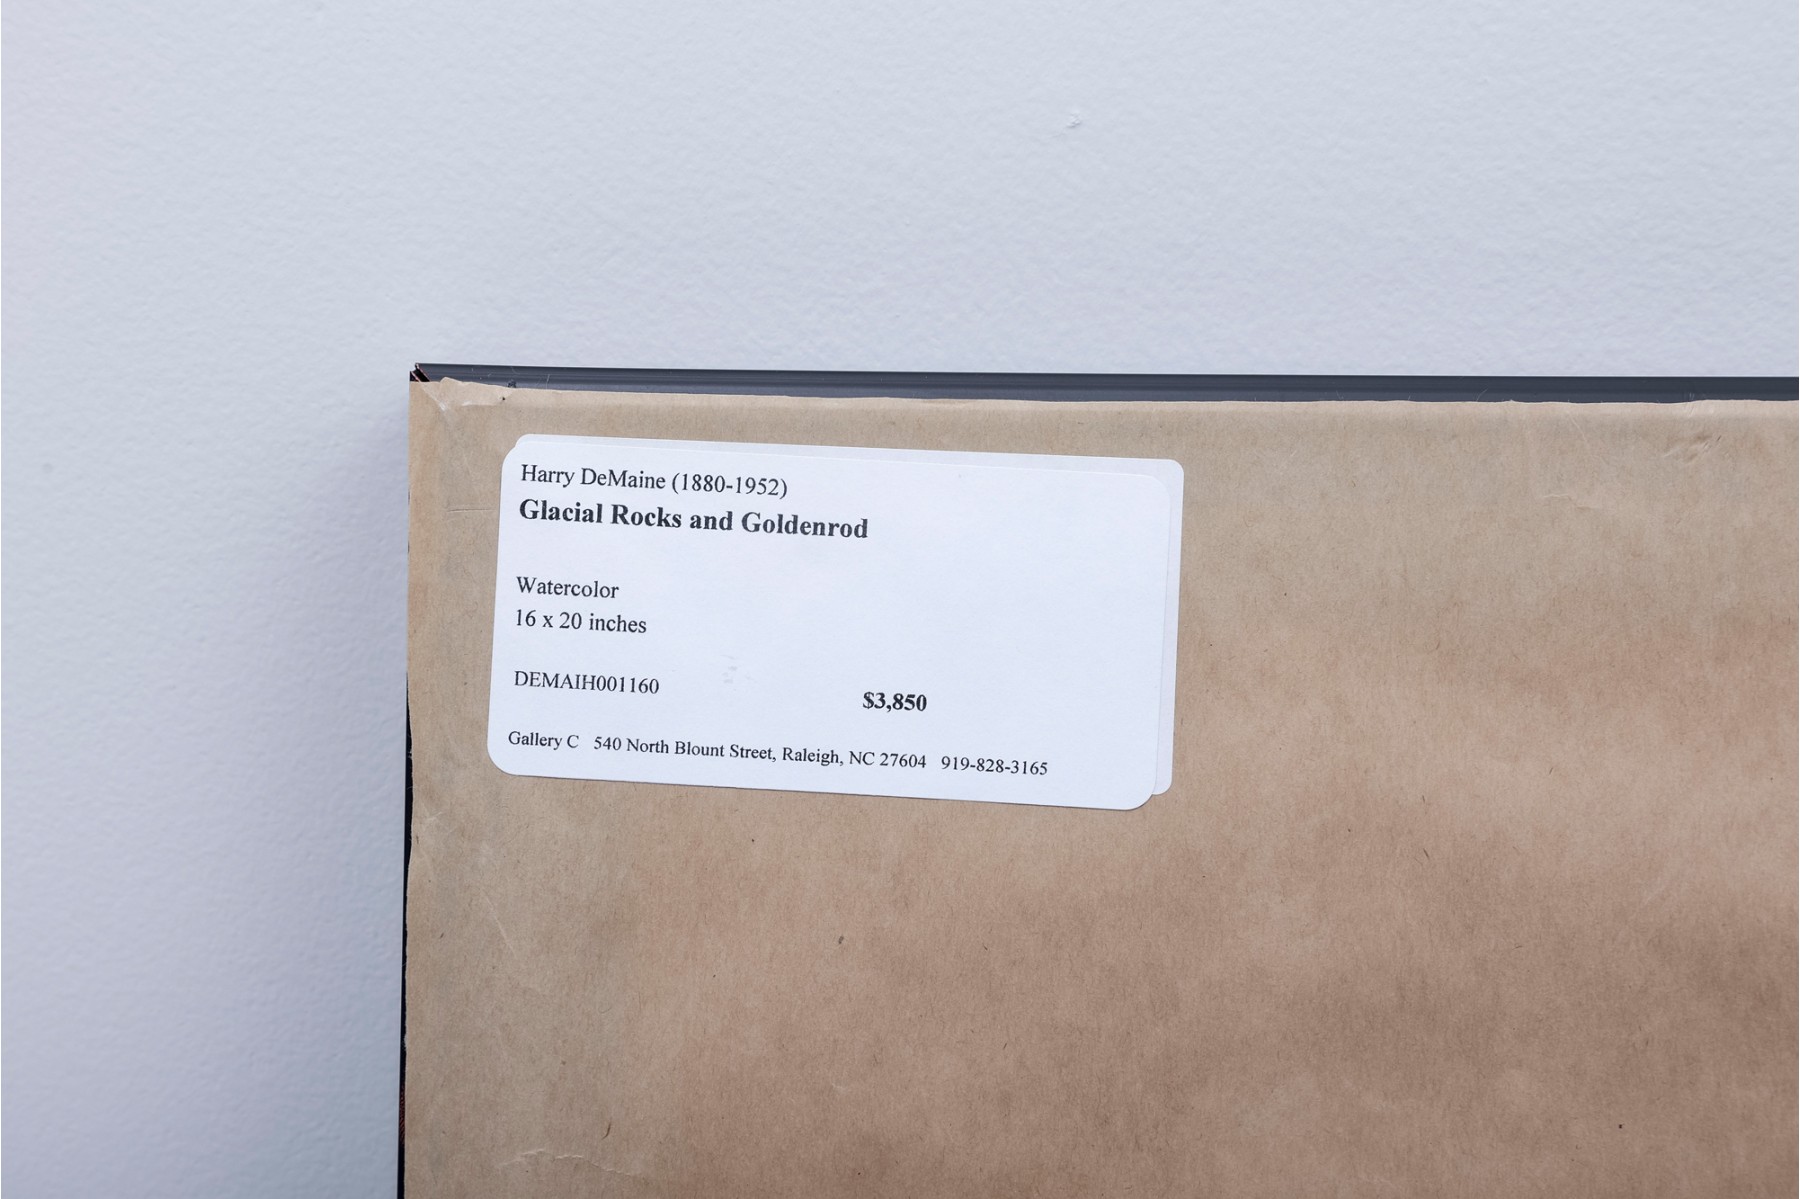 Harry DeMaine (1880-1952)
Glacial Rocks and Goldenrod
Watercolor
16 x 20 inches
DEMAIH001160 $3,850
Gallery C 540 North Blount Street, Raleigh, NC 27604 919-828-3165